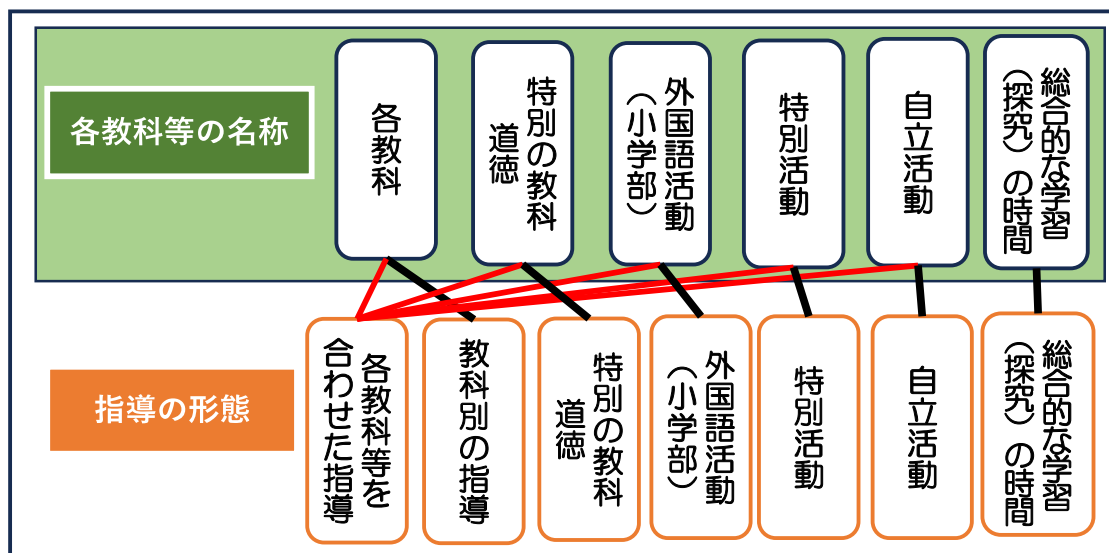 各教科等の名称
各教科
特別の教科
道徳
外国語活動
（小学部）
特別活動
自立活動
総合的な学習
（探究）の時間
指導の形態
各教科等を
合わせた指導
教科別の指導
特別の教科
道徳
外国語活動
（小学部）
特別活動
自立活動
総合的な学習
（探究）の時間